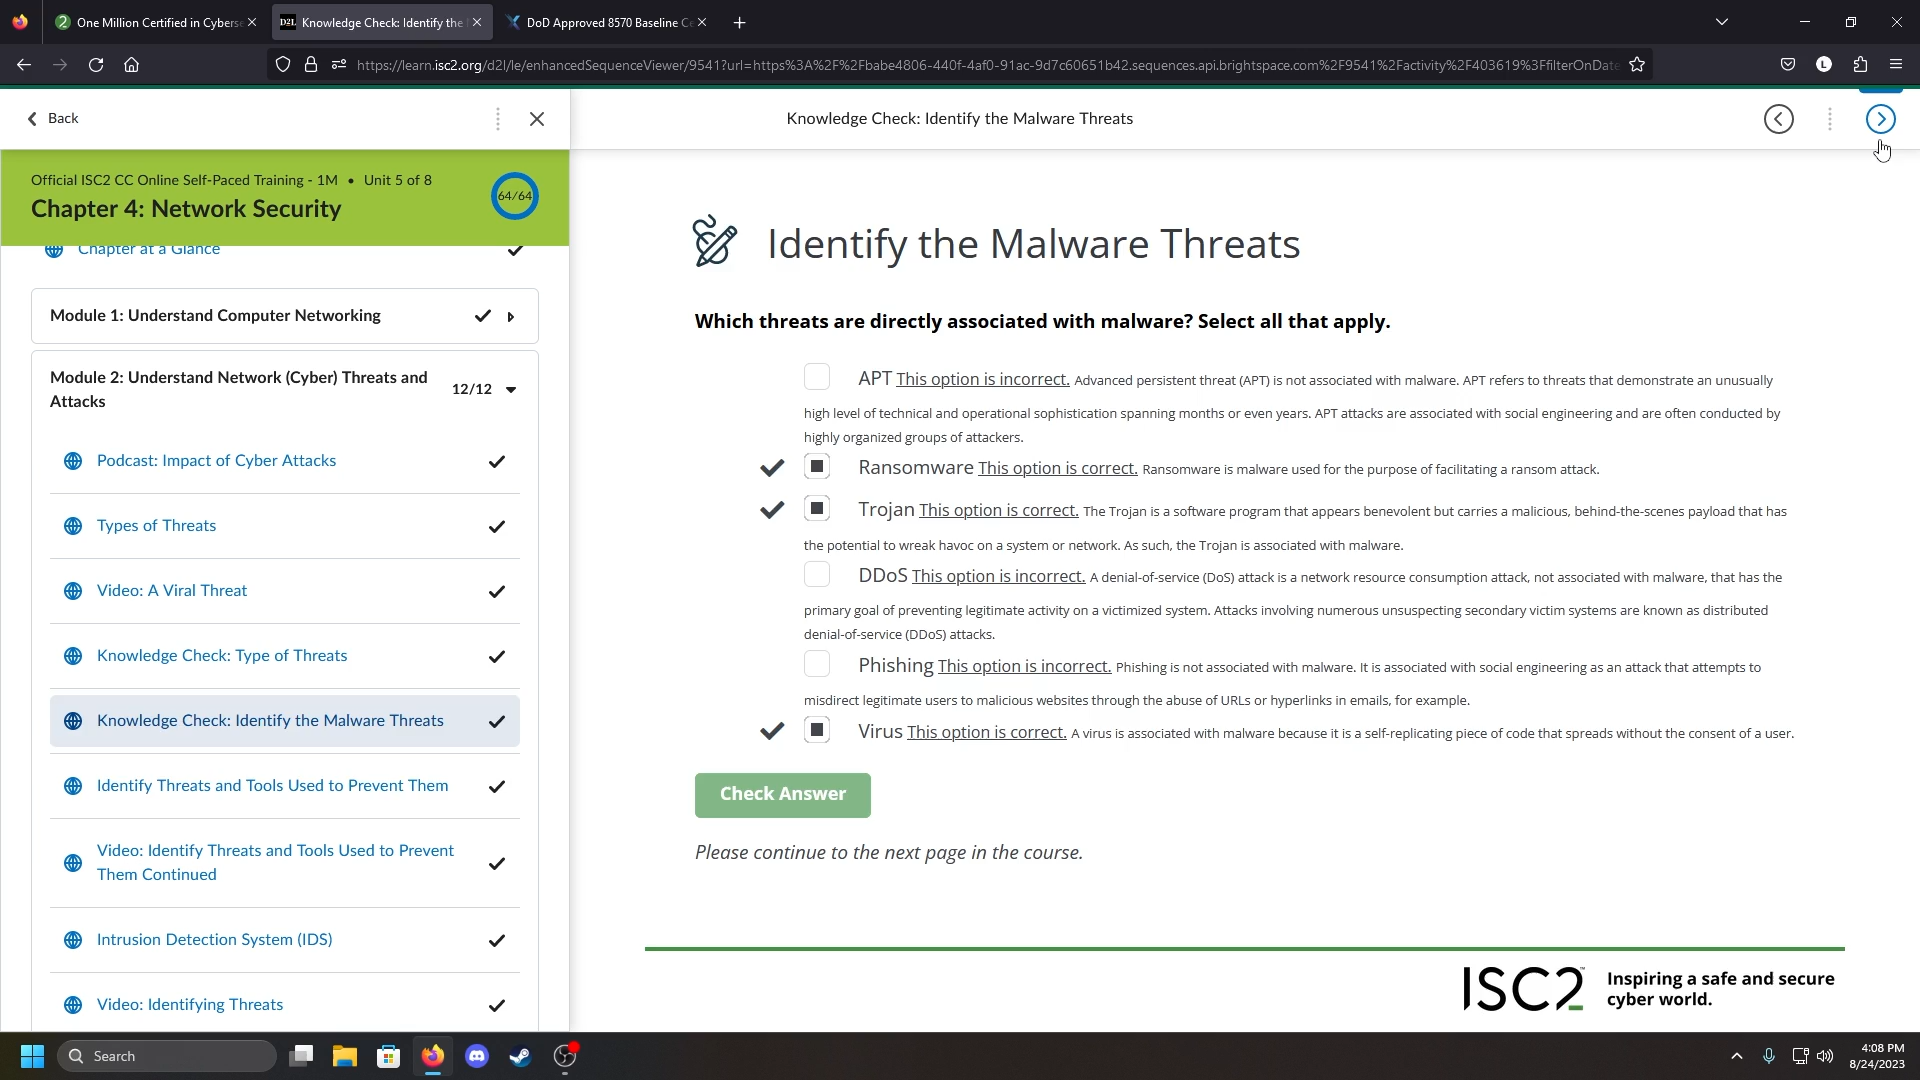 One Million Certified in Cyberse
Knowledge Check: Identify the
DoD Approved 8570 Baseline Ce
https://learn.isc2.org/d2l/le/enhancedSequenceViewer/9541?url=https%3A%2F%2Fbabe4806-440f-4af0-91ac-9d7c60651b42.sequences.api.brightspace.com%2F9541%2Factivity%2F403619%3FfilterOnDate
Back
Knowledge Check: Identify the Malware Threats
Official ISC2 CC Online Self-Paced Training - 1M • Unit 5 of 8
64/64
Chapter 4: Network Security
Chapter at a Glance
Module 1: Understand Computer Networking
Module 2: Understand Network (Cyber) Threats and
Attacks
12/12
Podcast: Impact of Cyber Attacks
Types of Threats
Video: A Viral Threat
Knowledge Check: Type of Threats
Knowledge Check: Identify the Malware Threats
Identify Threats and Tools Used to Prevent Them
Video: Identify Threats and Tools Used to Prevent
Them Continued
Intrusion Detection System (IDS)
Video: Identifying Threats
Identify the Malware Threats
Which threats are directly associated with malware? Select all that apply.
APT This option is incorrect. Advanced persistent threat (APT) is not associated with malware. APT refers to threats that demonstrate an unusually
high level of technical and operational sophistication spanning months or even years. APT attacks are associated with social engineering and are often conducted by
highly organized groups of attackers.
Ransomware This option is correct. Ransomware is malware used for the purpose of facilitating a ransom attack.
Trojan This option is correct. The Trojan is a software program that appears benevolent but carries a malicious, behind-the-scenes payload that has
the potential to wreak havoc on a system or network. As such, the Trojan is associated with malware.
DDoS This option is incorrect. A denial-of-service (DoS) attack is a network resource consumption attack, not associated with malware, that has the
primary goal of preventing legitimate activity on a victimized system. Attacks involving numerous unsuspecting secondary victim systems are known as distributed
denial-of-service (DDoS) attacks.
Phishing This option is incorrect. Phishing is not associated with malware. It is associated with social engineering as an attack that attempts to
misdirect legitimate users to malicious websites through the abuse of URLs or hyperlinks in emails, for example.
Virus This option is correct. A virus is associated with malware because it is a self-replicating piece of code that spreads without the consent of a user.
Check Answer
Please continue to the next page in the course.
ISC2
Inspiring a safe and secure
cyber world.
Search
4:08 PM
8/24/2023